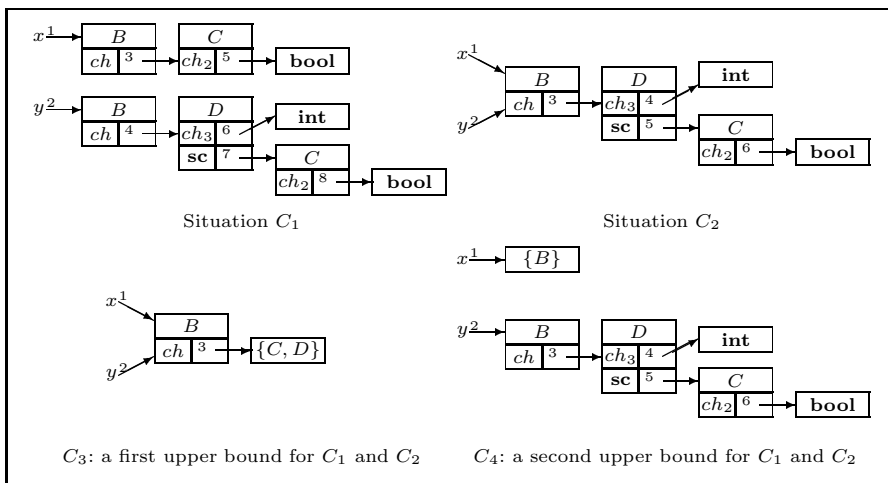 x¹ B C
ch 3 ch₂ 5 bool
y² B D
ch 4 ch₃ 6 int
sc 7 C
ch₂ 8 bool
Situation C₁
x¹ B D int
y² ch 3 ch₃ 4
sc 5 C
ch₂ 6 bool
Situation C₂
x¹ B
y² ch 3 {C, D}
C₃: a first upper bound for C₁ and C₂
x¹ {B}
y² B D
ch 3 ch₃ 4 int
sc 5 C
ch₂ 6 bool
C₄: a second upper bound for C₁ and C₂